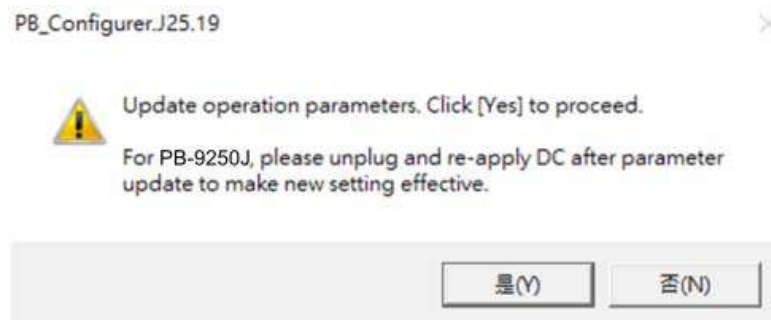 PB_Configurer.J25.19
Update operation parameters. Click [Yes] to proceed.
For PB-9250J, please unplug and re-apply DC after parameter
update to make new setting effective.
是(Y)
否(N)